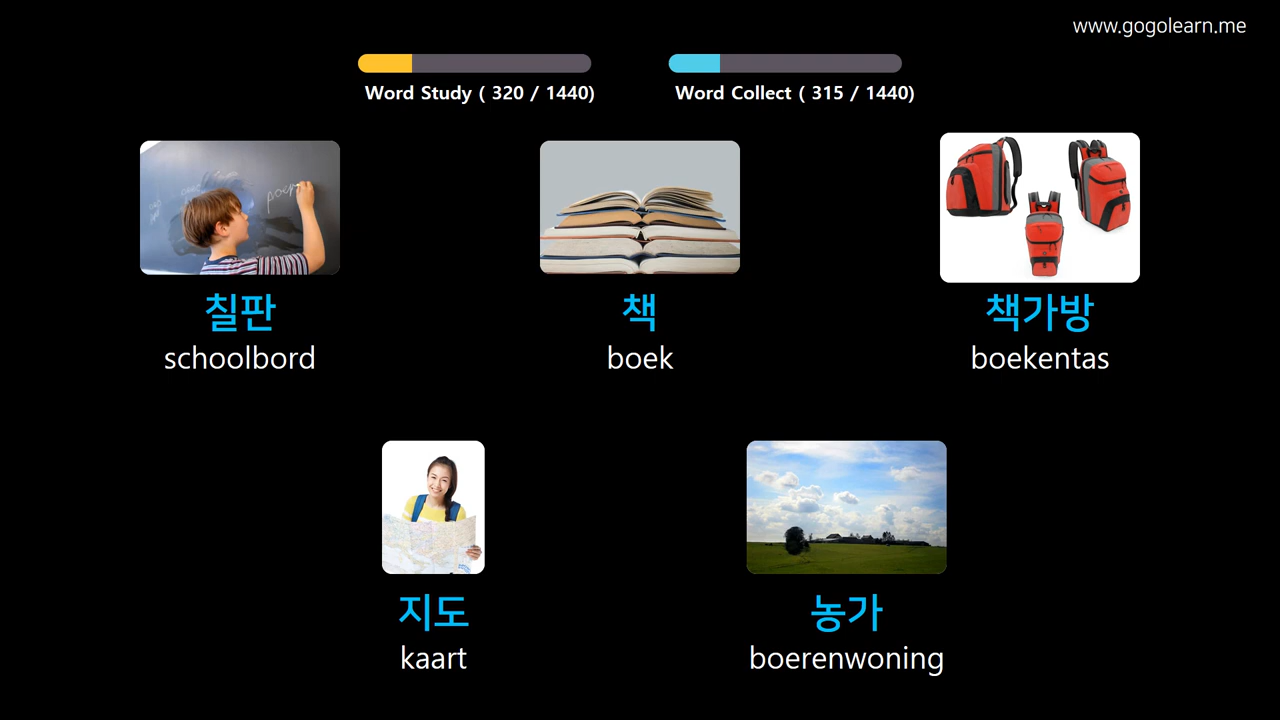 www.gogolearn.me
Word Study ( 320 / 1440)
Word Collect ( 315 / 1440)
칠판
schoolbord
책
boek
책가방
boekentas
지도
kaart
농가
boerenwoning